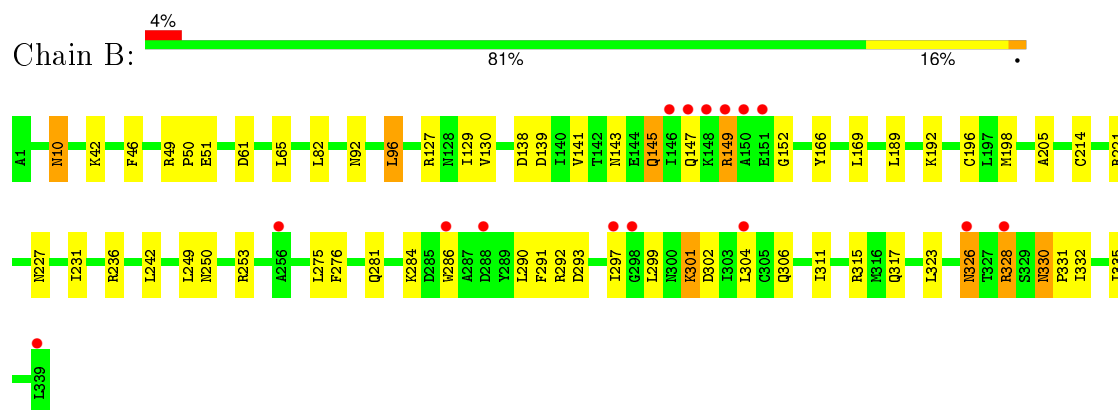 4%
Chain B:
81% 16% •
A1 N10 K42 F46 R49 P50 E51 D61 L65 L82 N92 L96 R127 N128 I129 V130 D138 D139 I140 V141 T142 N143 E144 Q145 I146 Q147 K148 R149 A150 E151 G152 Y166 L169 L189 K192 C196 L197 M198 A205 C214
N227 I231 R236 L242 L249 N250 R253 A256 L275 F276 Q281 K284 D285 W286 A287 D288 Y289 L290 F291 R292 D293 I297 G298 L299 N300 K301 D302 I303 L304 C305 Q306 I311 R315 M316 Q317 L323 N326 T327 R328 S329 N330 P331 I332
L339